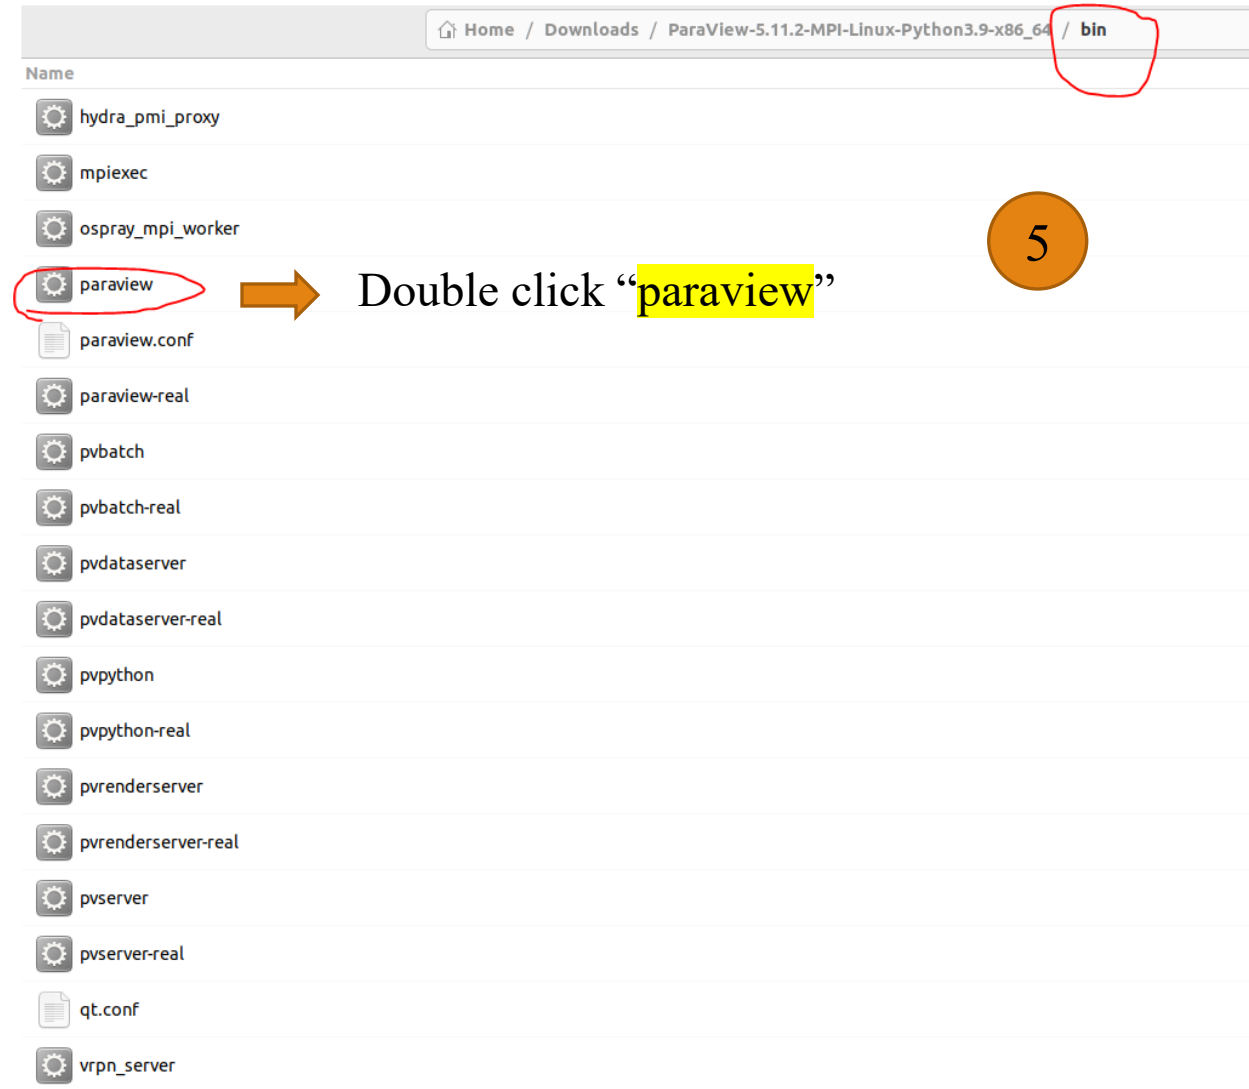 Home / Downloads / ParaView-5.11.2-MPI-Linux-Python3.9-x86_64 / bin
Name
hydra_pmi_proxy
mpiexec
ospray_mpi_worker
5
paraview
Double click “paraview”
paraview.conf
paraview-real
pvbatch
pvbatch-real
pvdataserver
pvdataserver-real
pvpython
pvpython-real
pvrenderserver
pvrenderserver-real
pvserver
pvserver-real
qt.conf
vrpn_server